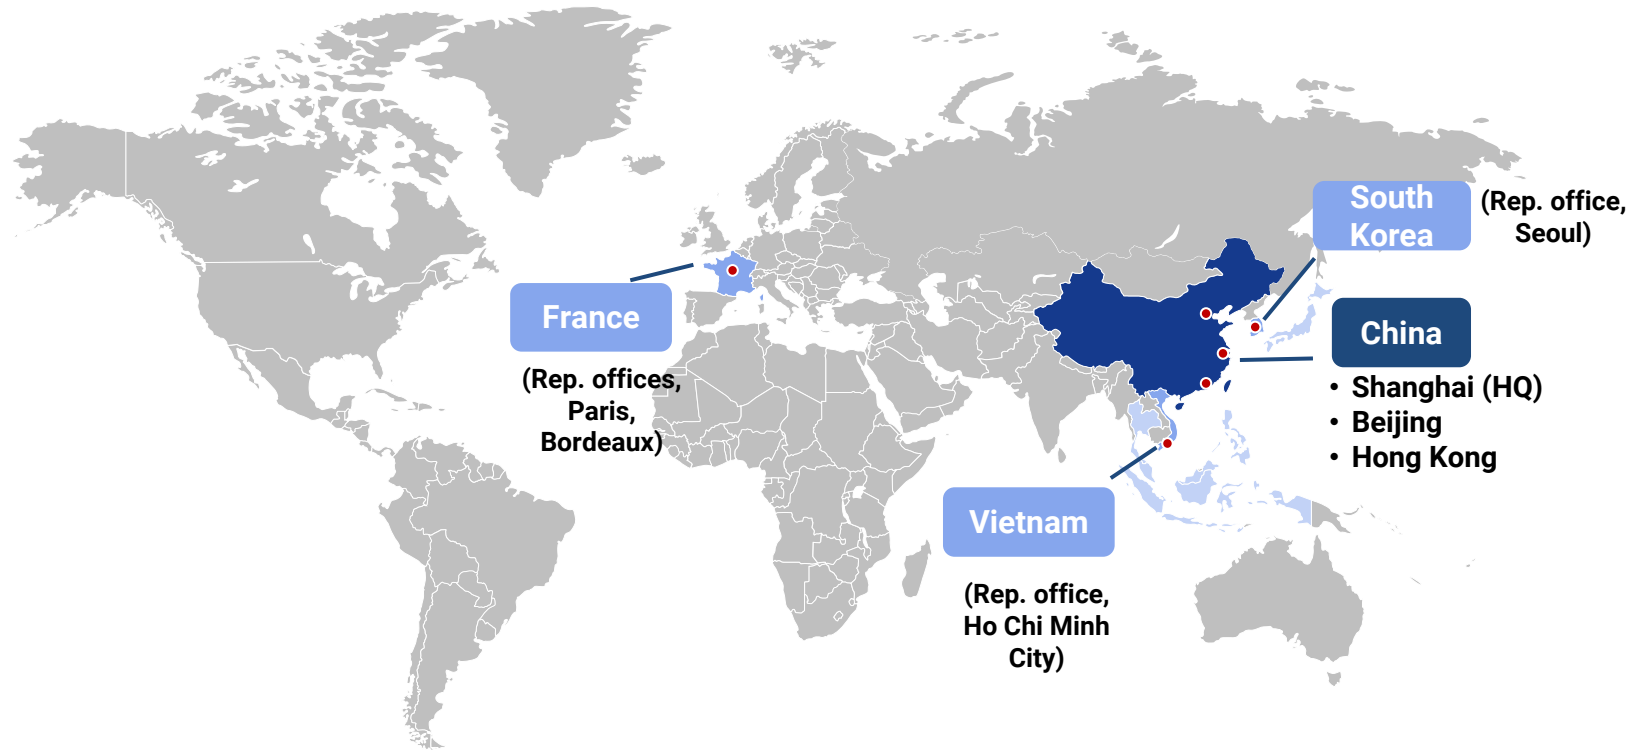 South
Korea
(Rep. office,
Seoul)
France
(Rep. offices,
Paris,
Bordeaux)
China
• Shanghai (HQ)
• Beijing
• Hong Kong
Vietnam
(Rep. office,
Ho Chi Minh
City)